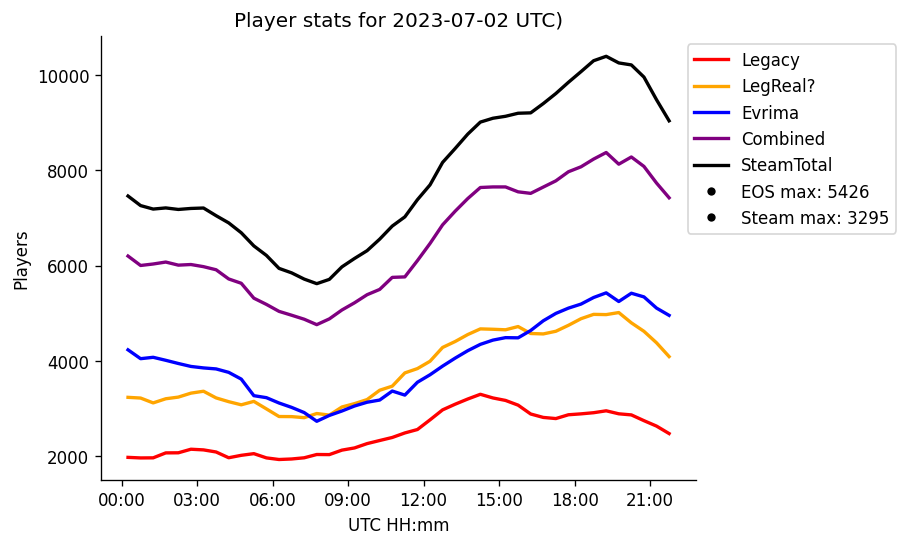 Player stats for 2023-07-02 UTC)
Legacy
LegReal?
Evrima
Combined
SteamTotal
EOS max: 5426
Steam max: 3295
Players
10000
8000
6000
4000
2000
00:00 03:00 06:00 09:00 12:00 15:00 18:00 21:00
UTC HH:mm